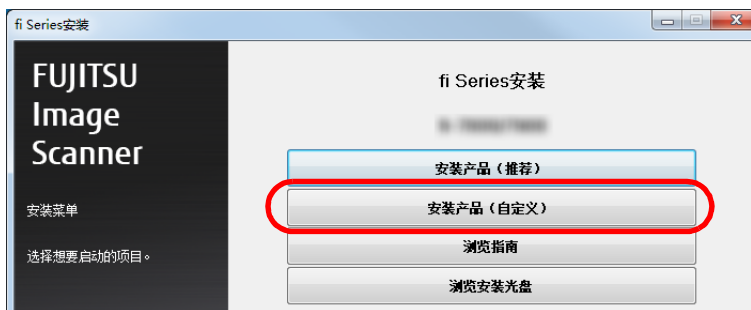 fi Series安装
FUJITSU
Image
Scanner
安装菜单
选择想要启动的项目。
fi Series安装
安装产品（推荐）
安装产品（自定义）
浏览指南
浏览安装光盘